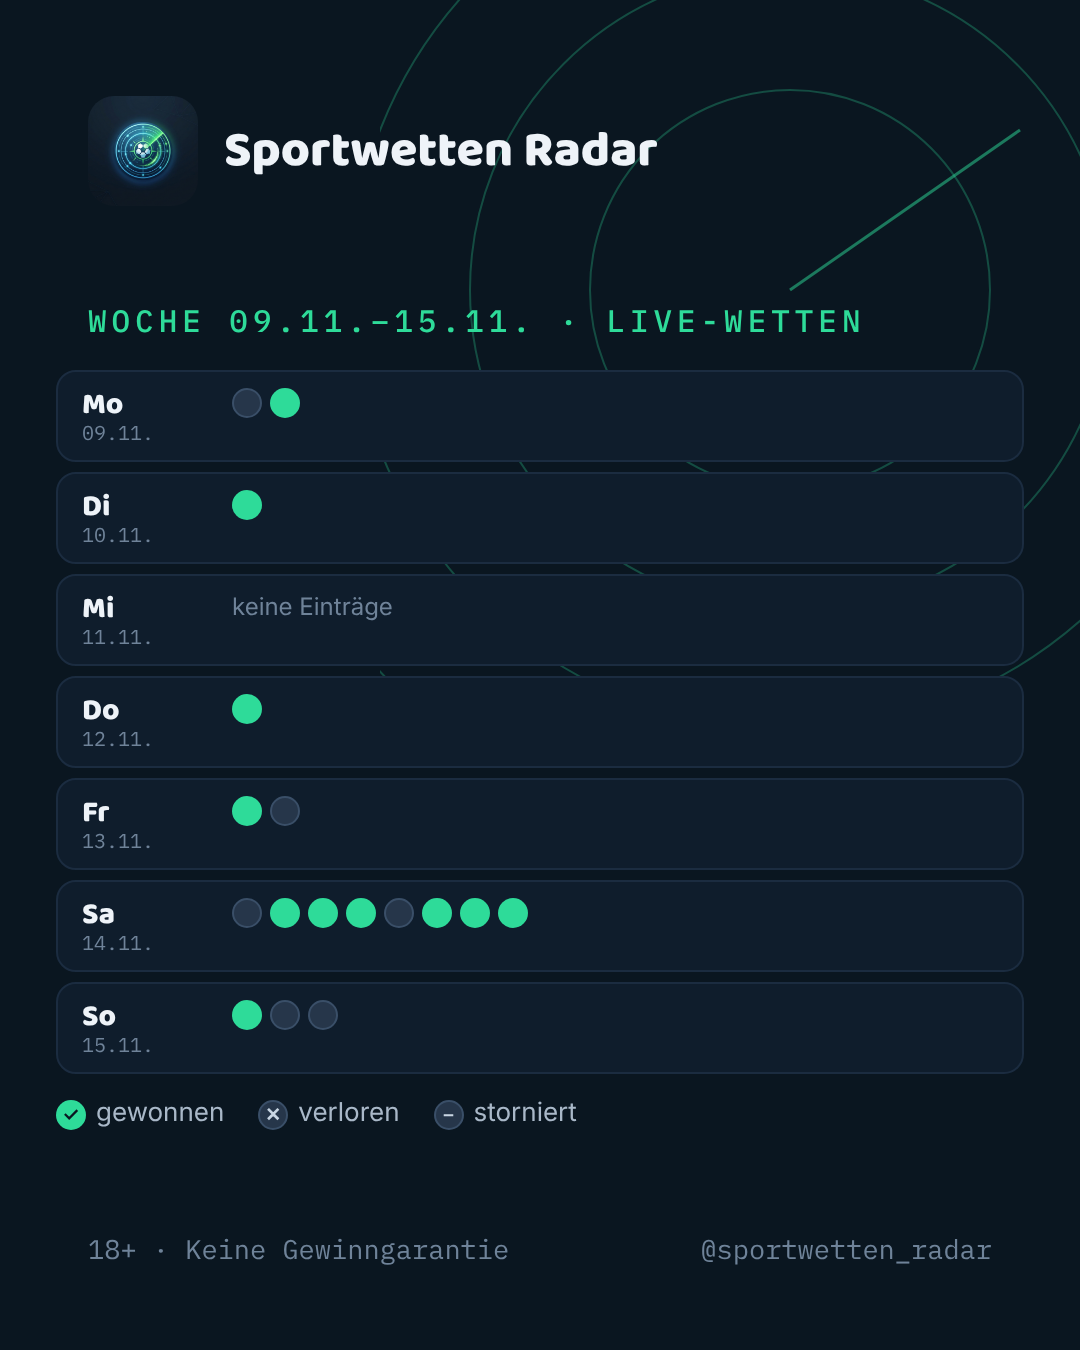 Sportwetten Radar
WOCHE 09.11.–15.11. · LIVE-WETTEN
Mo
09.11.
Di
10.11.
Mi
keine Einträge
11.11.
Do
12.11.
Fr
13.11.
Sa
14.11.
So
15.11.
gewonnen verloren storniert
18+ · Keine Gewinngarantie @sportwetten_radar